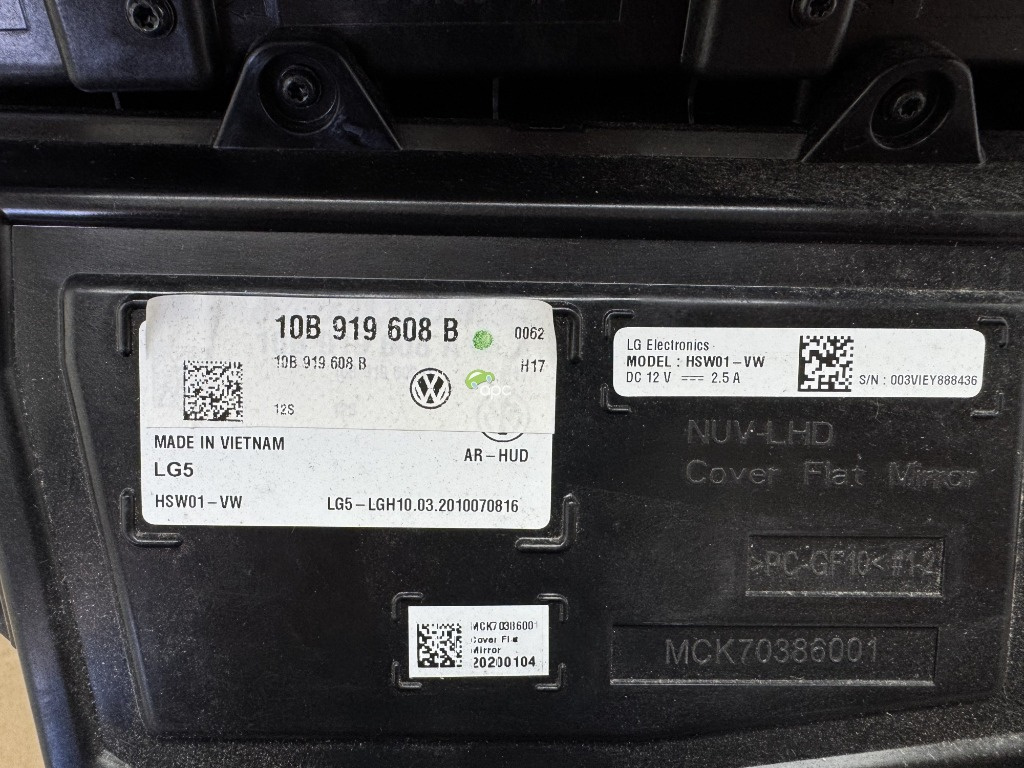 10B 919 608 B
0062
10B 919 608 B
H17
12S
opc
MADE IN VIETNAM
AR-HUD
LG5
HSW01-VW
LG5-LGH10.03.2010070816
LG Electronics
MODEL : HSW01-VW
DC 12 V ⎓ 2.5 A
S/N : 003VIEY888436
NUV-LHD
Cover Flat Mirror
>PC-GF10< #1-2
MCK70386001
MCK70386001
Cover Flat
Mirror
20200104